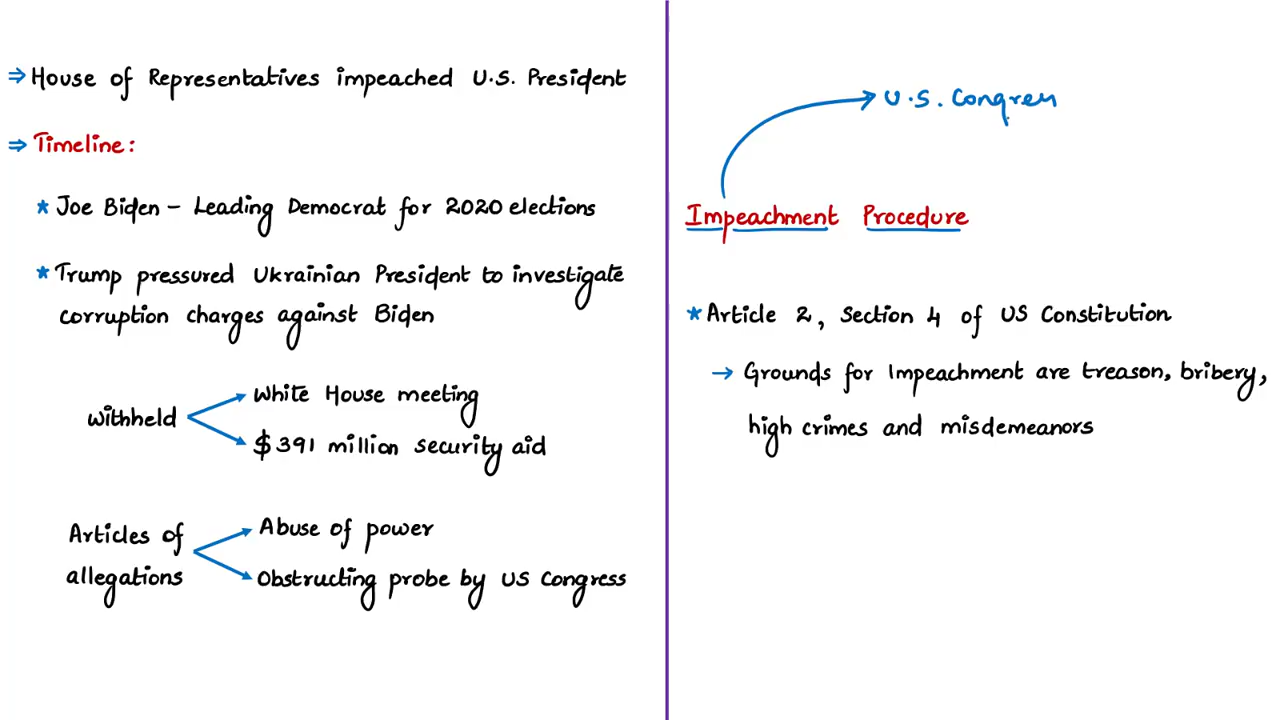 ⇒ House of Representatives impeached U.S. President
⇒ Timeline:
* Joe Biden – Leading Democrat for 2020 elections
* Trump pressured Ukrainian President to investigate
corruption charges against Biden
Withheld
White House meeting
$391 million security aid
Articles of
allegations
Abuse of power
Obstructing probe by US Congress
U.S. Congress
Impeachment Procedure
* Article 2, Section 4 of US Constitution
→ Grounds for Impeachment are treason, bribery,
high crimes and misdemeanors